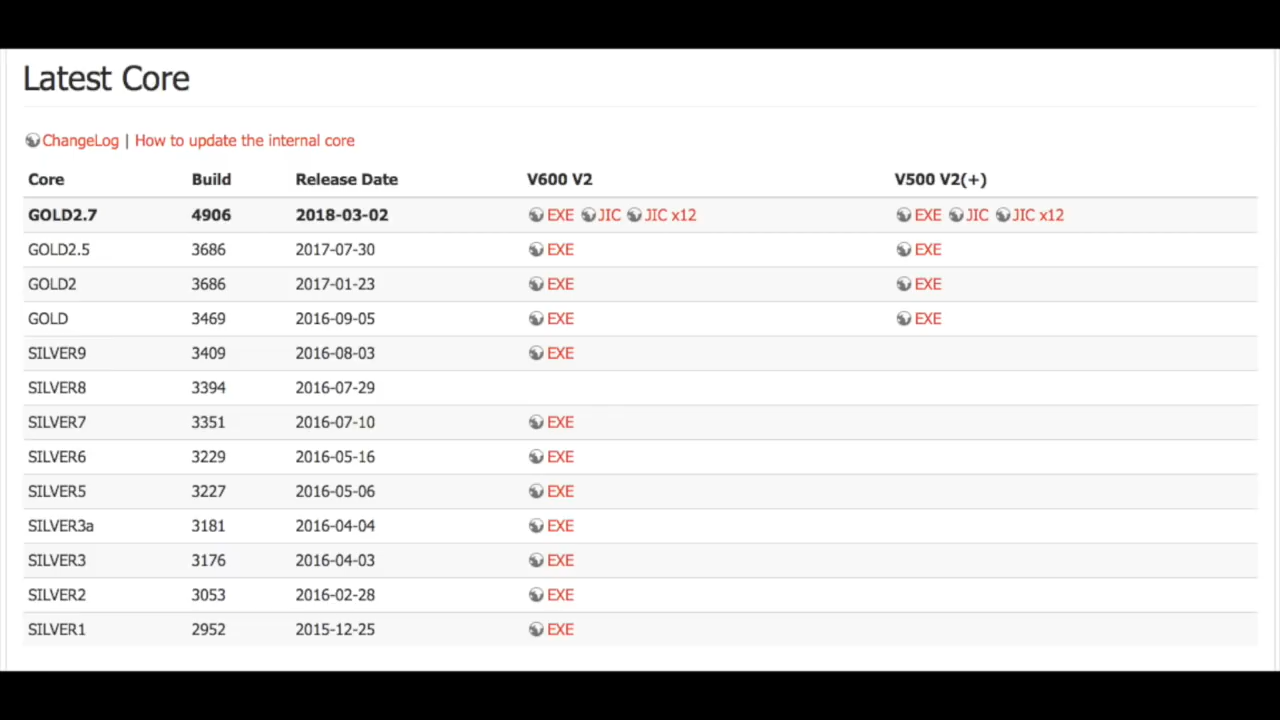 Latest Core
ChangeLog | How to update the internal core
Core Build Release Date V600 V2 V500 V2(+)
GOLD2.7 4906 2018-03-02 EXE JIC JIC x12 EXE JIC JIC x12
GOLD2.5 3686 2017-07-30 EXE EXE
GOLD2 3686 2017-01-23 EXE EXE
GOLD 3469 2016-09-05 EXE EXE
SILVER9 3409 2016-08-03 EXE
SILVER8 3394 2016-07-29
SILVER7 3351 2016-07-10 EXE
SILVER6 3229 2016-05-16 EXE
SILVER5 3227 2016-05-06 EXE
SILVER3a 3181 2016-04-04 EXE
SILVER3 3176 2016-04-03 EXE
SILVER2 3053 2016-02-28 EXE
SILVER1 2952 2015-12-25 EXE